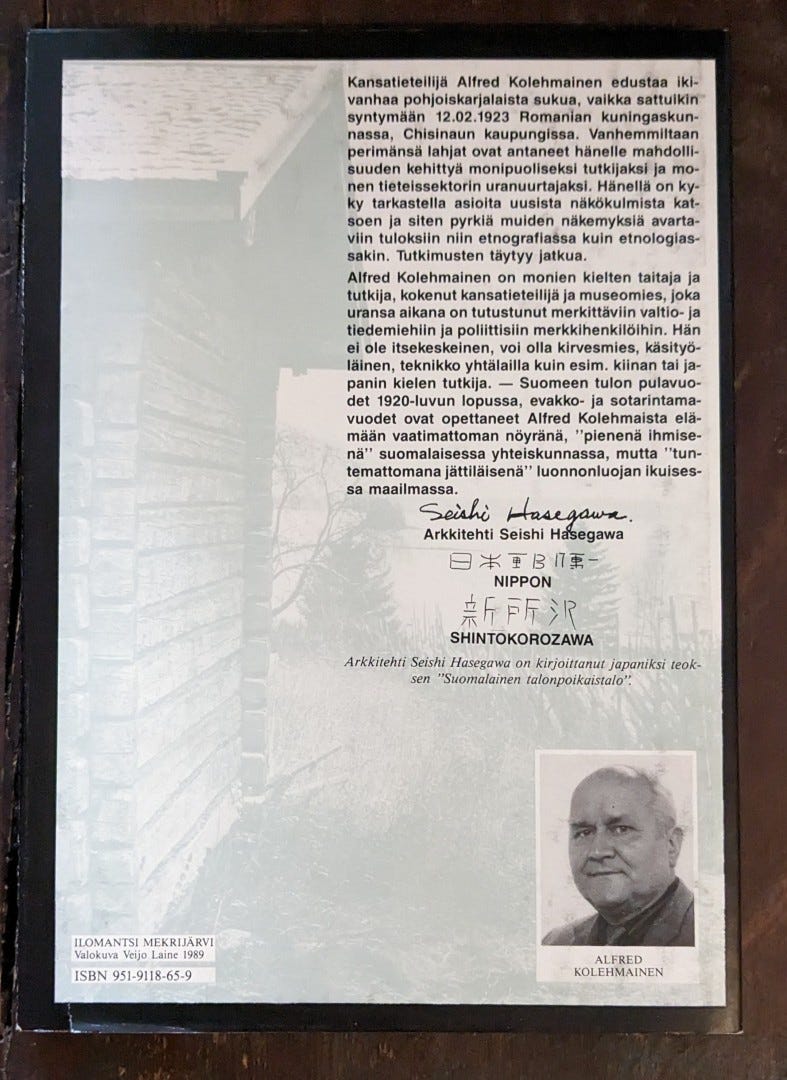 Kansatieteilijä Alfred Kolehmainen edustaa iki-
vanhaa pohjoiskarjalaista sukua, vaikka sattuikin
syntymään 12.02.1923 Romanian kuningaskun-
nassa, Chisinaun kaupungissa. Vanhemmiltaan
perimänsä lahjat ovat antaneet hänelle mahdolli-
suuden kehittyä monipuoliseksi tutkijaksi ja mo-
nen tieteissektorin uranuurtajaksi. Hänellä on ky-
ky tarkastella asioita uusista näkökulmista kat-
soen ja siten pyrkiä muiden näkemyksiä avarta-
viin tuloksiin niin etnografiassa kuin etnologias-
sakin. Tutkimusten täytyy jatkua.
Alfred Kolehmainen on monien kielten taitaja ja
tutkija, kokenut kansatieteilijä ja museomies, joka
uransa aikana on tutustunut merkittäviin valtio- ja
tiedemiehiin ja poliittisiin merkkihenkilöihin. Hän
ei ole itsekeskeinen, voi olla kirvesmies, käsityö-
läinen, teknikko yhtälailla kuin esim. kiinan tai ja-
panin kielen tutkija. — Suomeen tulon pulavuo-
det 1920-luvun lopussa, evakko- ja sotarintama-
vuodet ovat opettaneet Alfred Kolehmaista elä-
mään vaatimattoman nöyränä, ”pienenä ihmise-
nä” suomalaisessa yhteiskunnassa, mutta ”tun-
temattomana jättiläisenä” luonnonluojan ikuises-
sa maailmassa.
Seishi Hasegawa.
Arkkitehti Seishi Hasegawa
日本
NIPPON
新所沢
SHINTOKOROZAWA
Arkkitehti Seishi Hasegawa on kirjoittanut japaniksi teok-
sen ”Suomalainen talonpoikaistalo”.
ILOMANTSI MEKRIJÄRVI
Valokuva Veijo Laine 1989
ISBN 951-9118-65-9
ALFRED
KOLEHMAINEN